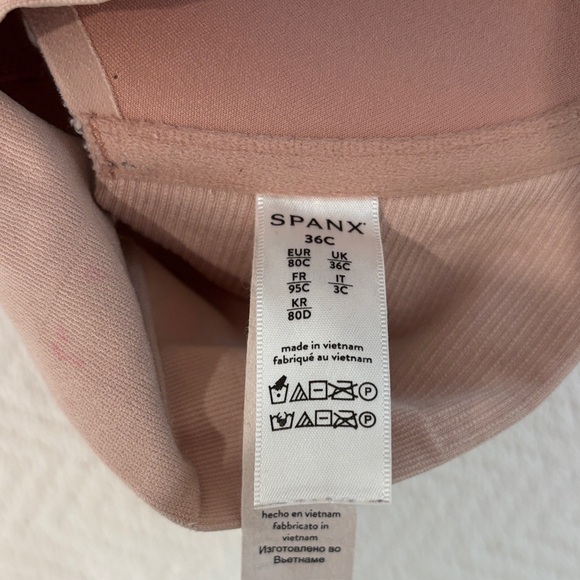 SPANX
36C
EUR UK
80C 36C
FR IT
95C 3C
KR
80D
made in vietnam
fabriqué au vietnam
hecho en vietnam
fabbricato in
vietnam
Изготовлено во
Вьетнаме